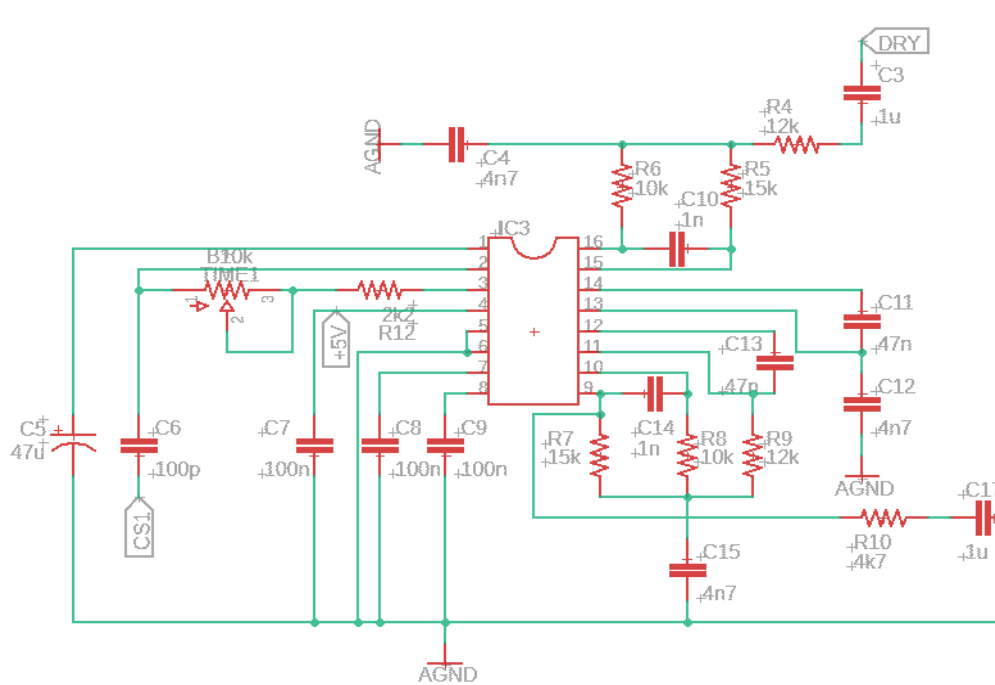 DRY
C3
1u
R4
12k
AGND
C4
4n7
R6
10k
R5
15k
C10
1n
IC3
1
2
3
4
5
6
7
8
16
15
14
13
12
11
10
9
B10k
TIME1
1
3
2
2k2
R12
+5V
C11
47n
C13
47n
C12
4n7
AGND
C5
47u
C6
100p
C7
100n
C8
100n
C9
100n
R7
15k
C14
1n
R8
10k
R9
12k
CS1
R10
4k7
1u
C15
4n7
AGND